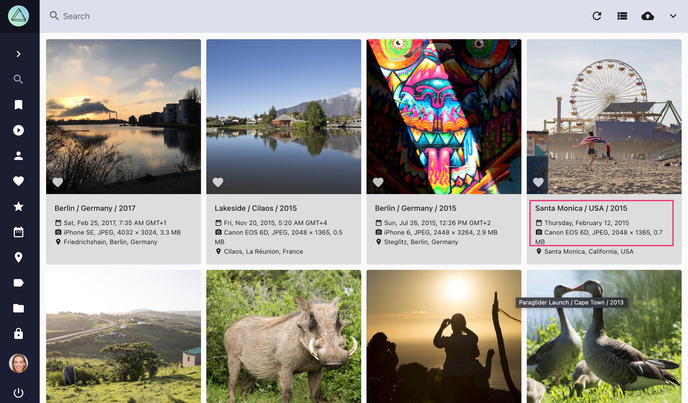 Search
Berlin / Germany / 2017
Sat, Feb 25, 2017, 7:35 AM GMT+1
iPhone SE, JPEG, 4032 × 3024, 3.3 MB
Friedrichshain, Berlin, Germany
Lakeside / Cilaos / 2015
Fri, Nov 20, 2015, 5:20 AM GMT+4
Canon EOS 6D, JPEG, 2048 × 1365, 0.5
MB
Cilaos, La Réunion, France
Berlin / Germany / 2015
Sun, Jul 26, 2015, 12:26 PM GMT+2
iPhone 6, JPEG, 2448 × 3264, 2.9 MB
Steglitz, Berlin, Germany
Santa Monica / USA / 2015
Thursday, February 12, 2015
Canon EOS 6D, JPEG, 2048 × 1365, 0.7
MB
Santa Monica, California, USA
Paraglider Launch / Cape Town / 2013